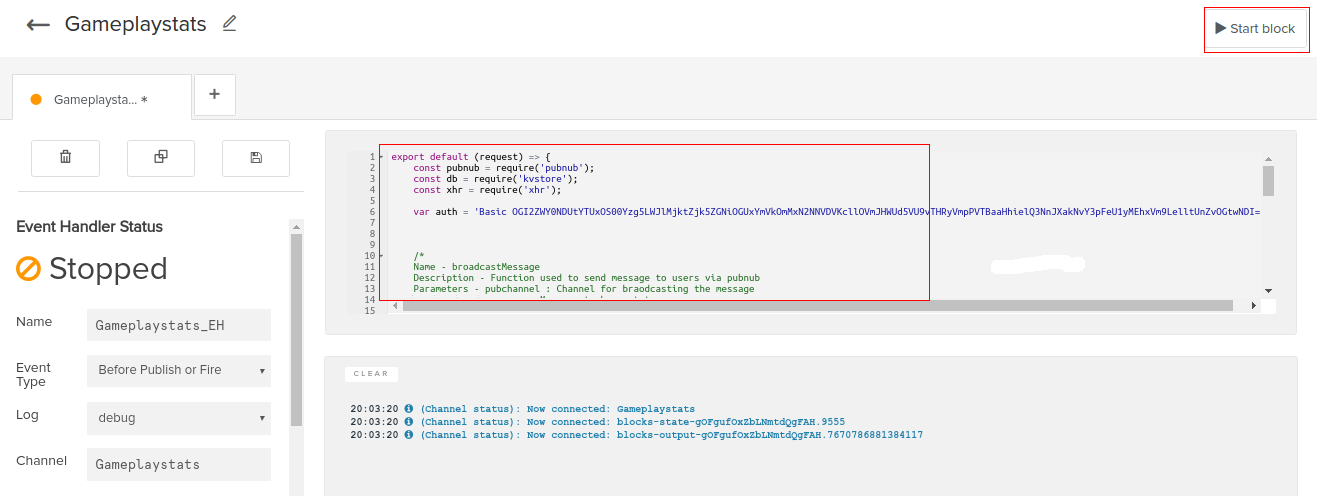 Gameplaystats
Start block
Gameplaysta... *
+
Event Handler Status
Stopped
Name
Gameplaystats_EH
Event Type
Before Publish or Fire
Log
debug
Channel
Gameplaystats
1 export default (request) => {
2 const pubnub = require('pubnub');
3 const db = require('kvstore');
4 const xhr = require('xhr');
5
6 var auth = 'Basic
7
8
9
10 /*
11 Name - broadcastMessage
12 Description - Function used to send message to users via pubnub
13 Parameters - pubchannel : Channel for braodcasting the message
14
15
CLEAR
20:03:20 (Channel status): Now connected: Gameplaystats
20:03:20 (Channel status): Now connected: blocks-state-gOFgufOxZbLNmtdQgFAH.9555
20:03:20 (Channel status): Now connected: blocks-output-gOFgufOxZbLNmtdQgFAH.7670786881384117